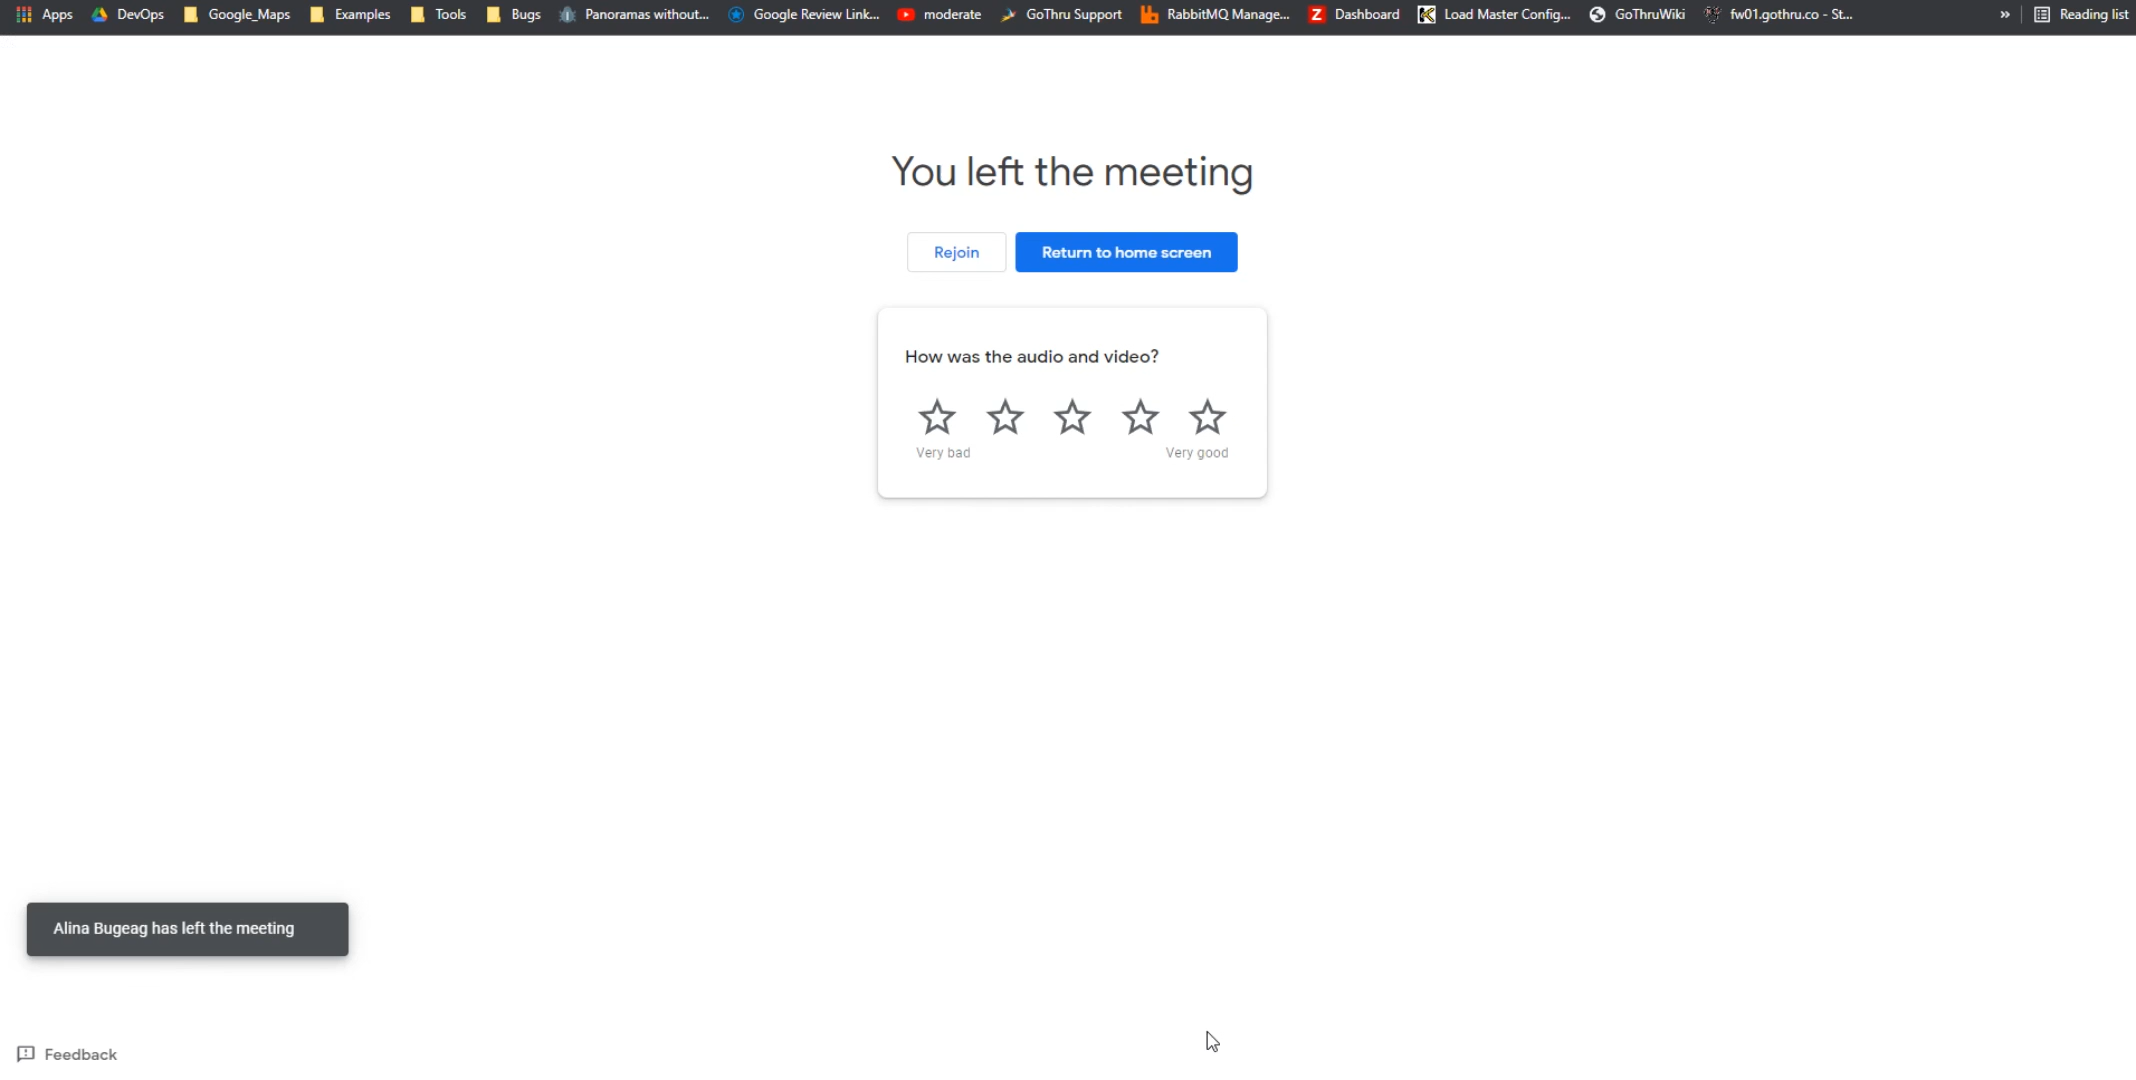 Apps DevOps Google_Maps Examples Tools Bugs Panoramas without... Google Review Link... moderate GoThru Support RabbitMQ Manage... Z Dashboard Load Master Config... GoThruWiki fw01.gothru.co - St... » Reading list
You left the meeting
Rejoin Return to home screen
How was the audio and video?
Very bad Very good
Alina Bugeag has left the meeting
Feedback